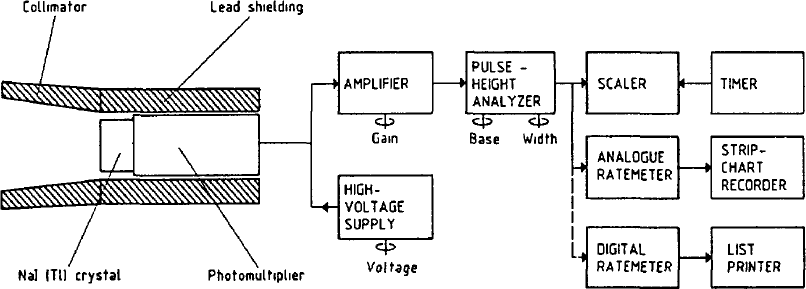 Collimator
Lead shielding
AMPLIFIER
Gain
PULSE -
HEIGHT
ANALYZER
Base Width
SCALER
TIMER
ANALOGUE
RATEMETER
STRIP-
CHART
RECORDER
HIGH-
VOLTAGE
SUPPLY
Voltage
DIGITAL
RATEMETER
LIST
PRINTER
NaI (Tl) crystal
Photomultiplier